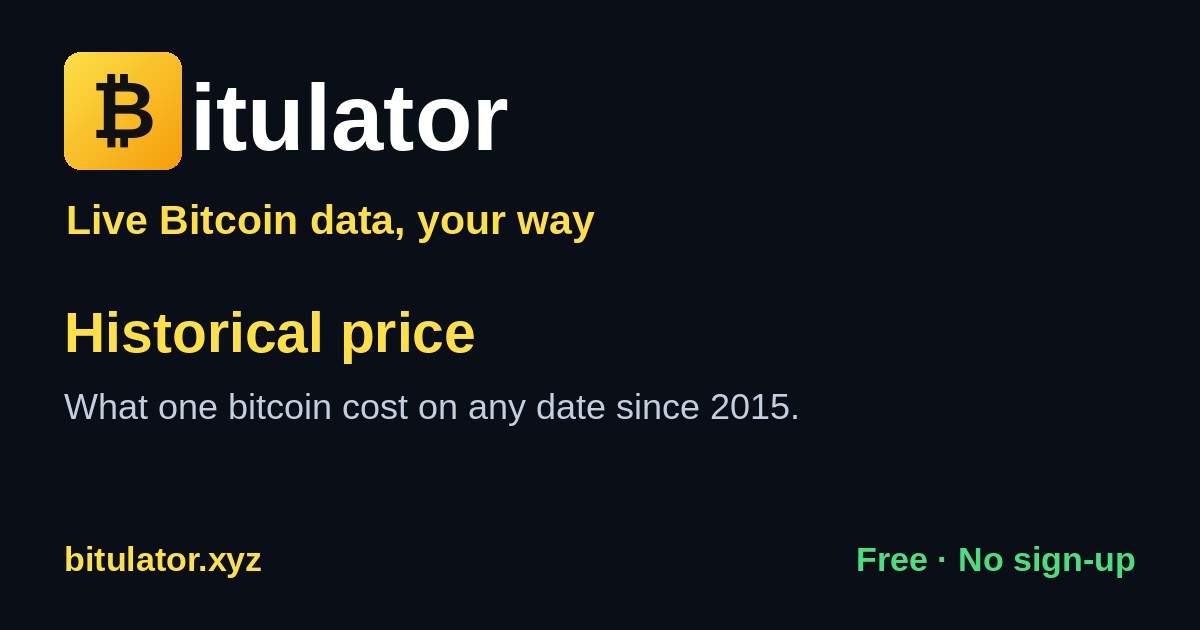 ₿itulator
Live Bitcoin data, your way
Historical price
What one bitcoin cost on any date since 2015.
bitulator.xyz
Free · No sign-up